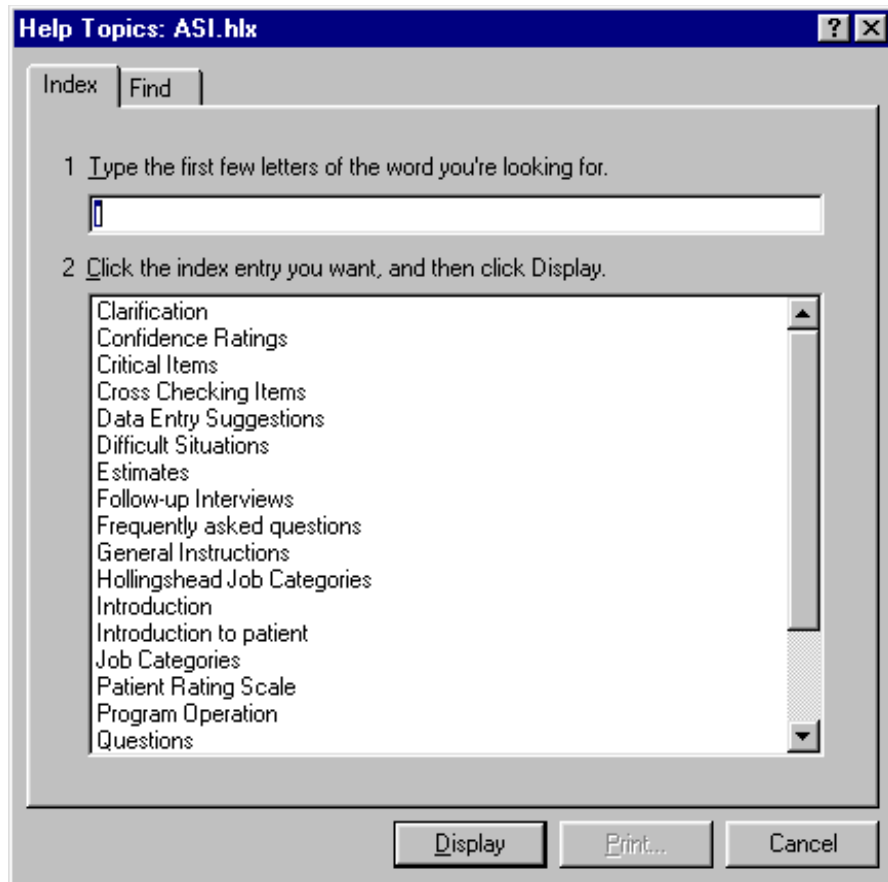 Help Topics: ASI.hlx
Index Find
1 Type the first few letters of the word you're looking for.
2 Click the index entry you want, and then click Display.
Clarification
Confidence Ratings
Critical Items
Cross Checking Items
Data Entry Suggestions
Difficult Situations
Estimates
Follow-up Interviews
Frequently asked questions
General Instructions
Hollingshead Job Categories
Introduction
Introduction to patient
Job Categories
Patient Rating Scale
Program Operation
Questions
Display Print... Cancel